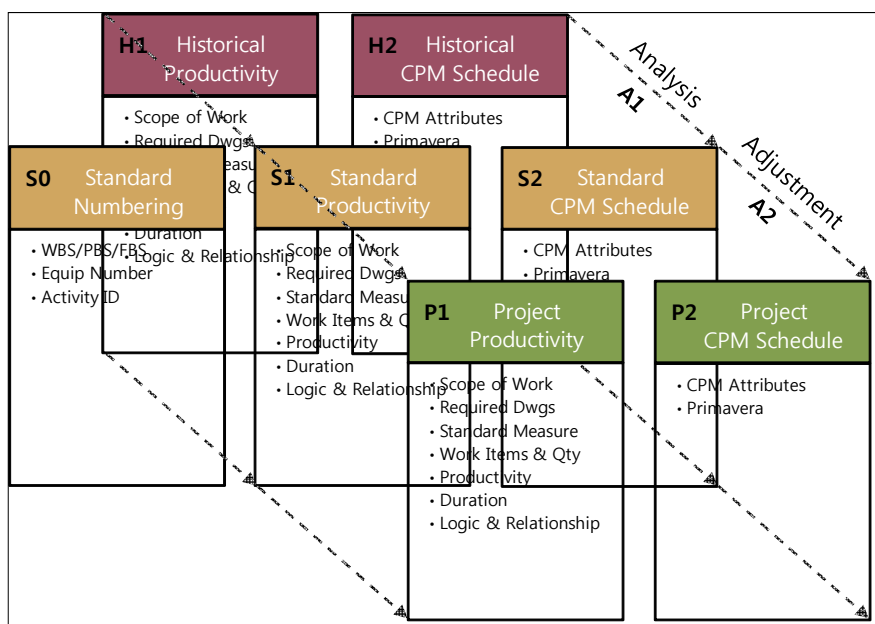 H1 Historical
Productivity
• Scope of Work
• Required Dwgs
Measu
& Q
Duration
Logic & Relationship
H2 Historical
CPM Schedule
• CPM Attributes
• Primavera
Analysis
A1
Adjustment
A2
S0 Standard
Numbering
• WBS/PBS/FBS
• Equip Number
• Activity ID
S1 Standard
Productivity
• Scope of Work
• Required Dwgs
• Standard Measu
• Work Items & Q
• Productivity
• Duration
• Logic & Relationship
S2 Standard
CPM Schedule
• CPM Attributes
• Primavera
P1 Project
Productivity
• Scope of Work
• Required Dwgs
• Standard Measure
• Work Items & Qty
• Productivity
• Duration
• Logic & Relationship
P2 Project
CPM Schedule
• CPM Attributes
• Primavera